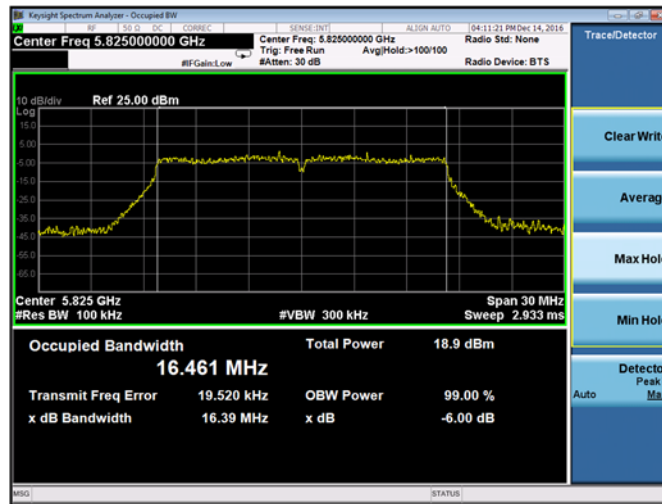 Keysight Spectrum Analyzer - Occupied BW
RF 50 Ω DC CORREC SENSE:INT ALIGN AUTO 04:11:21 PM Dec 14, 2016
Center Freq 5.825000000 GHz
Center Freq: 5.825000000 GHz
Radio Std: None
Trig: Free Run Avg|Hold:>100/100
#IFGain:Low #Atten: 30 dB Radio Device: BTS
Trace/Detector
10 dB/div Ref 25.00 dBm
Log
15.0
5.00
-5.00
-15.0
-25.0
-35.0
-45.0
-55.0
-65.0
Clear Write
Average
Max Hold
Min Hold
Center 5.825 GHz Span 30 MHz
#Res BW 100 kHz #VBW 300 kHz Sweep 2.933 ms
Occupied Bandwidth Total Power 18.9 dBm
16.461 MHz
Transmit Freq Error 19.520 kHz OBW Power 99.00 %
x dB Bandwidth 16.39 MHz x dB -6.00 dB
Detecto
Peak
Auto Ma
MSG STATUS